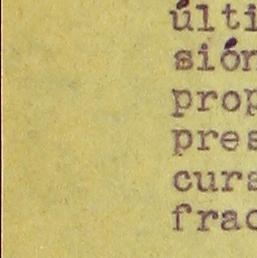 últi
sión
prop
pres
curs
frac